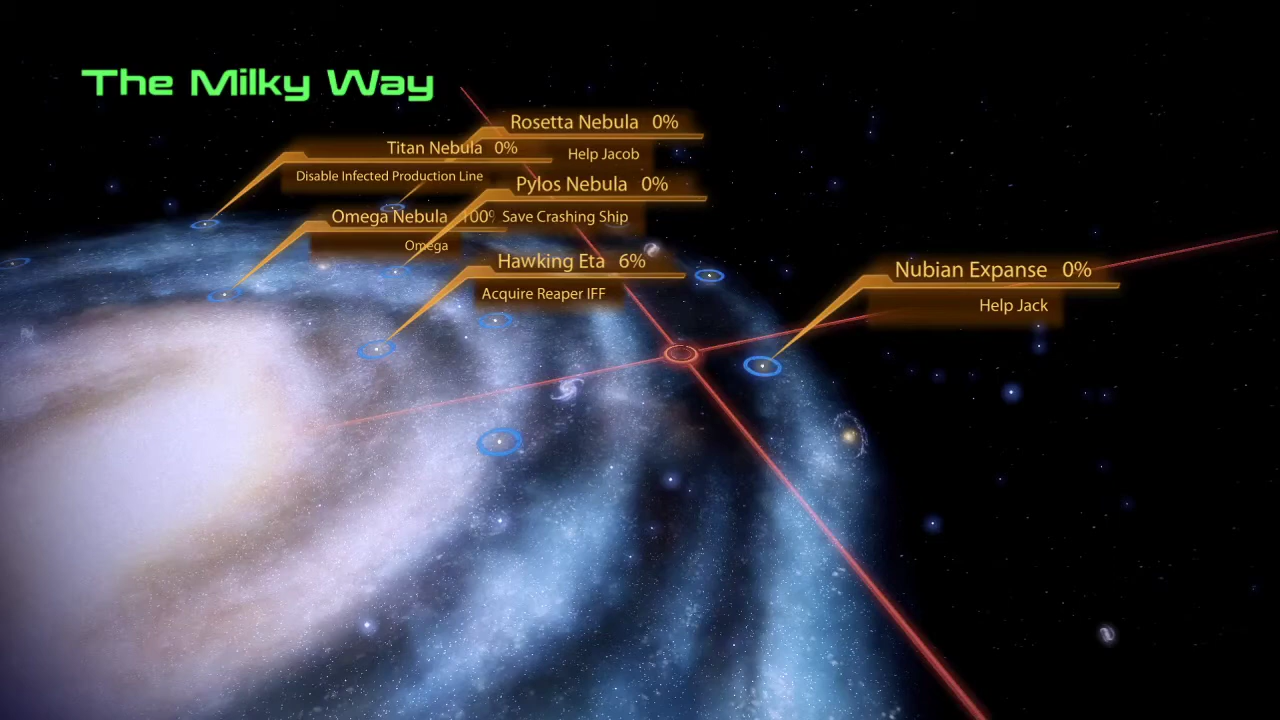 The Milky Way
Rosetta Nebula 0%
Help Jacob
Titan Nebula 0%
Disable Infected Production Line
Pylos Nebula 0%
Save Crashing Ship
Omega Nebula 100%
Omega
Hawking Eta 6%
Acquire Reaper IFF
Nubian Expanse 0%
Help Jack